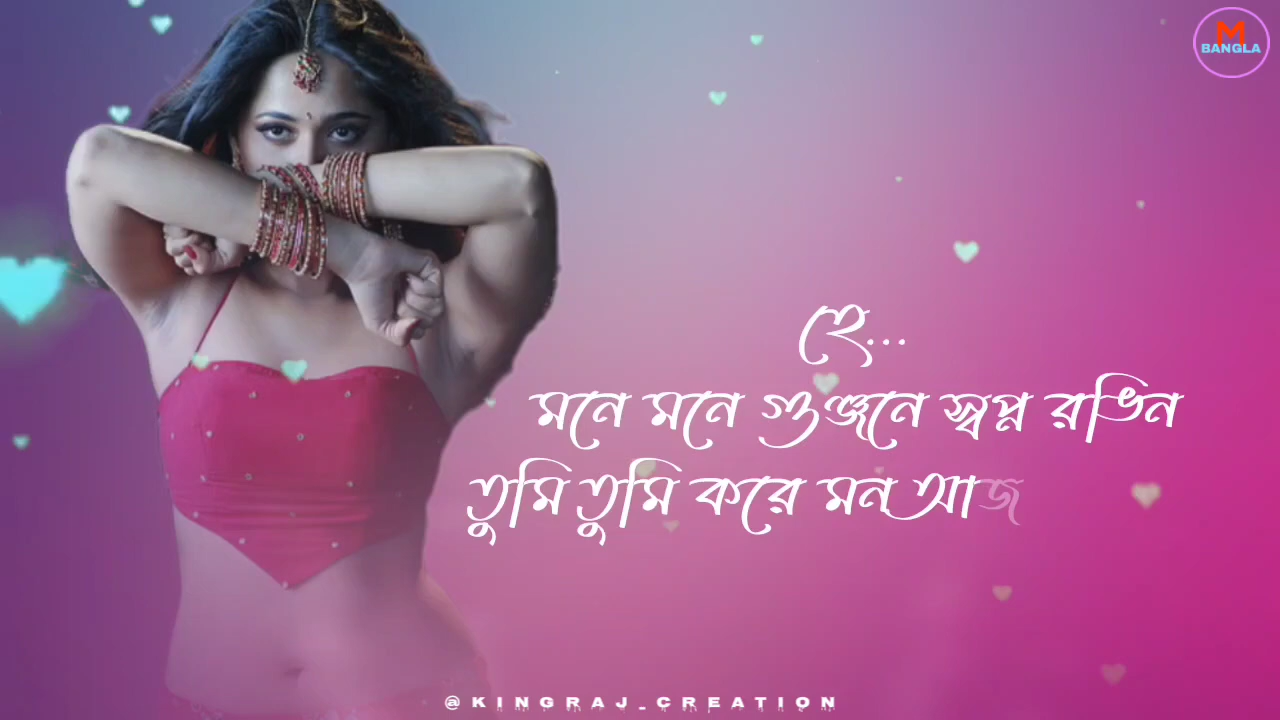 M
BANGLA
হে...
মনে মনে গুঞ্জনে স্বপ্ন রঙিন
তুমি তুমি করে মন আজ
@KINGRAJ_CREATION